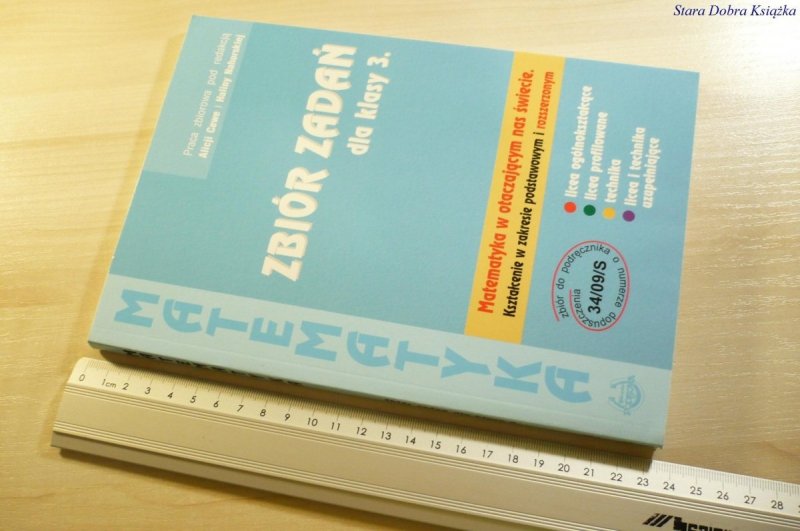 Stara Dobra Książka
Praca zbiorowa pod redakcją
Alicji Cewe i Haliny Nahorskiej
ZBIÓR ZADAŃ
dla klasy 3.
Matematyka w otaczającym nas świecie.
Kształcenie w zakresie podstawowym i rozszerzonym
licea ogólnokształcące
licea profilowane
technika
licea i technika
uzupełniające
zbiór do podręcznika o numerze
dopuszczenia
34/09/S
MATEMATYKA
0 1cm 2 3 4 5 6 7 8 9 10 11 12 13 14 15 16 17 18 19 20 21 22 23 24 25 26 27 28